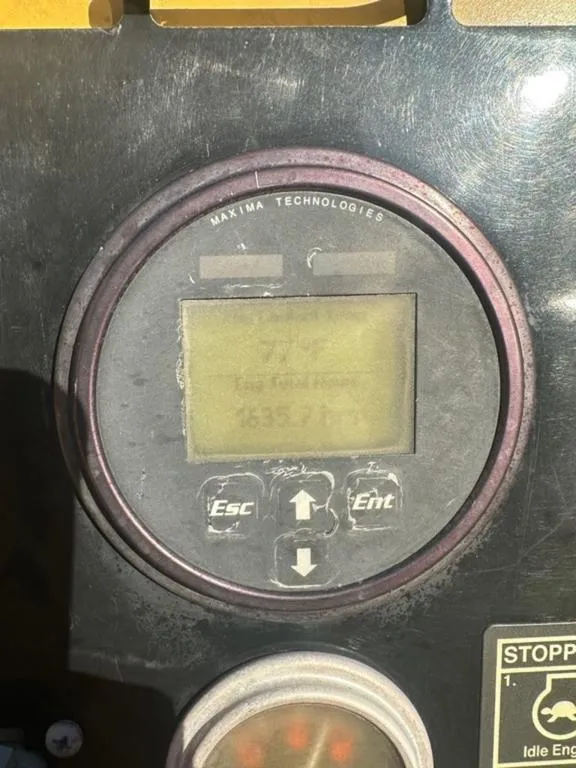 MAXIMA TECHNOLOGIES
77°F
Eng Total Hours
1635.7 hrs
Esc
Ent
STOPP
1.
Idle Eng